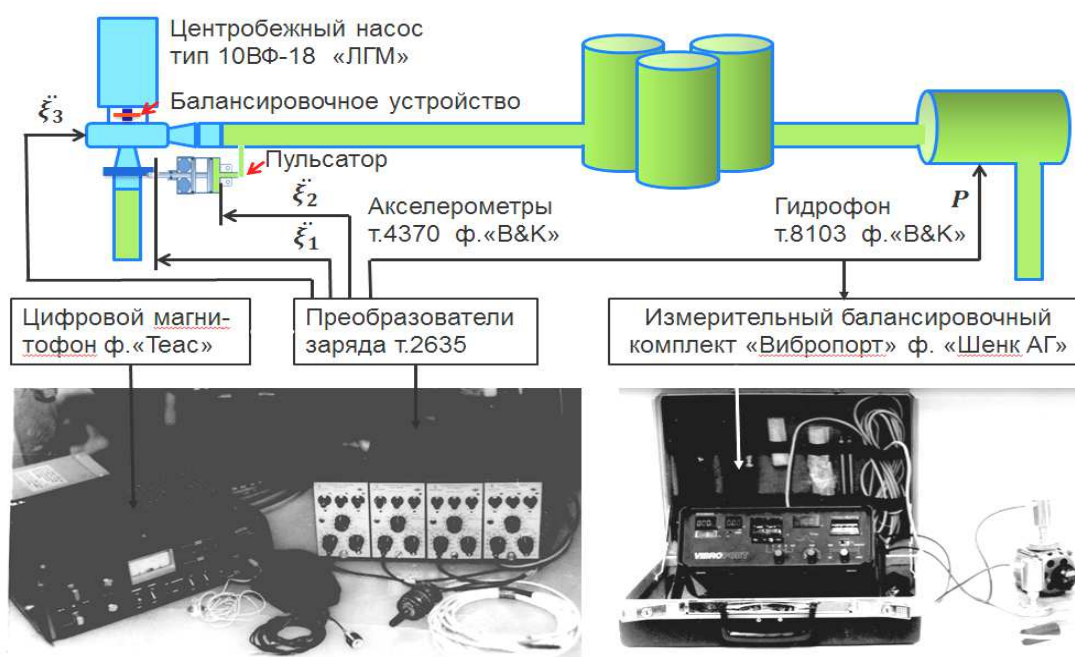 Центробежный насос
тип 10ВФ-18 «ЛГМ»
Балансировочное устройство
ξ̈₃
Пульсатор
ξ̈₂
ξ̈₁
Акселерометры
т.4370 ф.«B&K»
Гидрофон
т.8103 ф.«B&K»
P
Цифровой магни-
тофон ф.«Теас»
Преобразователи
заряда т.2635
Измерительный балансировочный
комплект «Вибропорт» ф. «Шенк АГ»
VIBROPORT